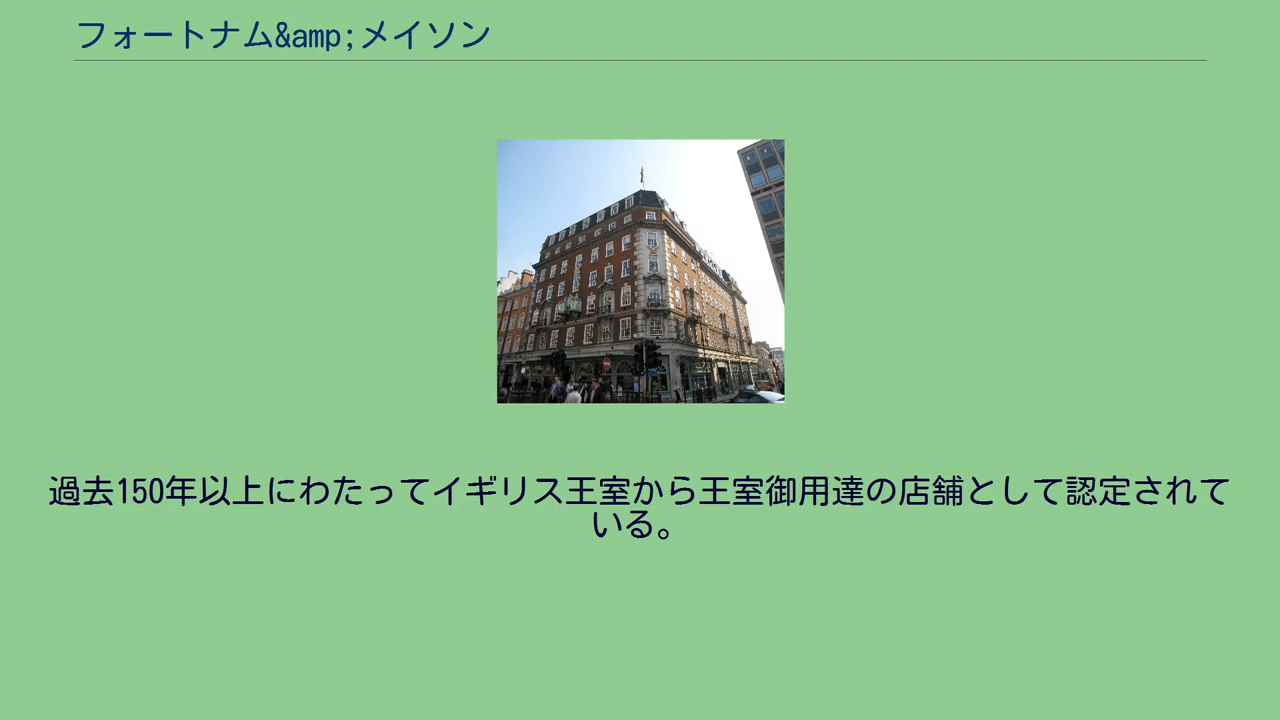 フォートナム&amp;メイソン
過去150年以上にわたってイギリス王室から王室御用達の店舗として認定されて
いる。